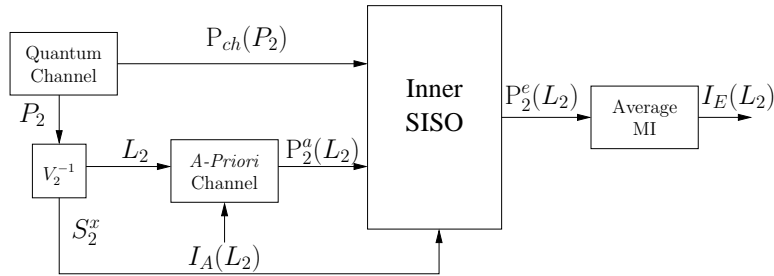 Quantum
Channel
P_{ch}(P_2)
P_2
V_2^{-1}
L_2
A-Priori
Channel
P_2^a(L_2)
I_A(L_2)
S_2^x
Inner
SISO
P_2^e(L_2)
Average
MI
I_E(L_2)